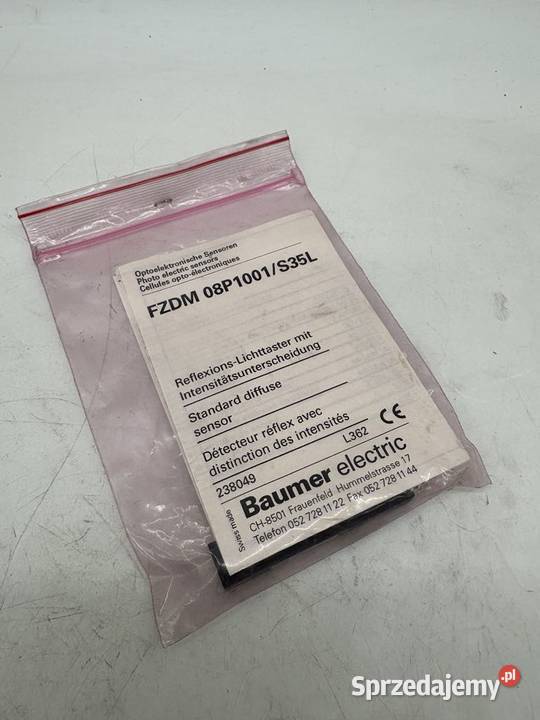 Optoelektronische Sensoren
Photo electric sensors
Cellules opto-électroniques
FZDM 08P1001/S35L
Reflexions-Lichttaster mit
Intensitätsunterscheidung
Standard diffuse
sensor
Détecteur réflex avec
distinction des intensités
238049
L362
CE
Swiss made
Baumer electric
CH-8501 Frauenfeld Hummelstrasse 17
Telefon 052 728 11 22 Fax 052 728 11 44
Sprzedajemy.pl